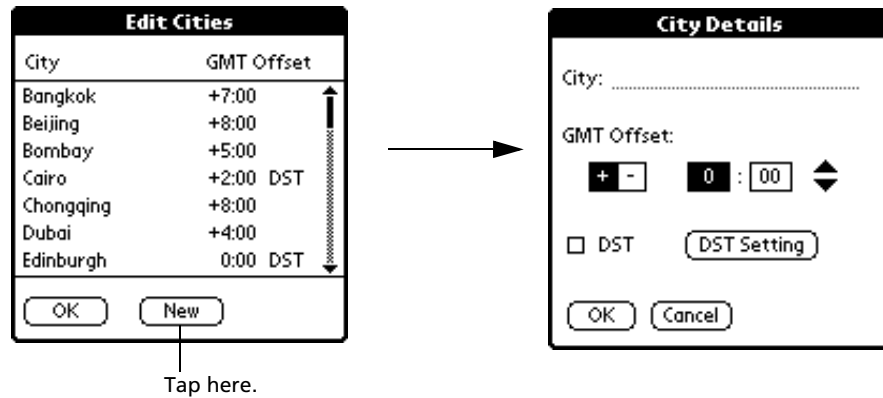 Edit Cities
City GMT Offset
Bangkok +7:00
Beijing +8:00
Bombay +5:00
Cairo +2:00 DST
Chongqing +8:00
Dubai +4:00
Edinburgh 0:00 DST
OK New
Tap here.
City Details
City:
GMT Offset:
+ - 0 : 00
DST DST Setting
OK Cancel